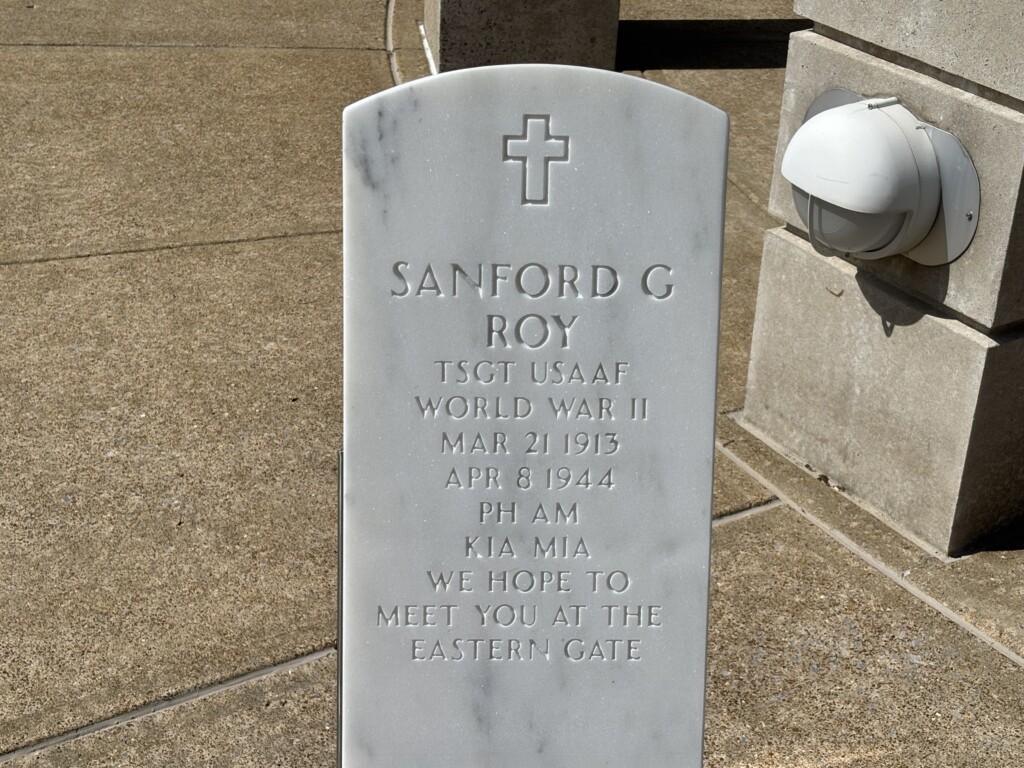 SANFORD G
ROY
TSGT USAAF
WORLD WAR II
MAR 21 1913
APR 8 1944
PH AM
KIA MIA
WE HOPE TO
MEET YOU AT THE
EASTERN GATE